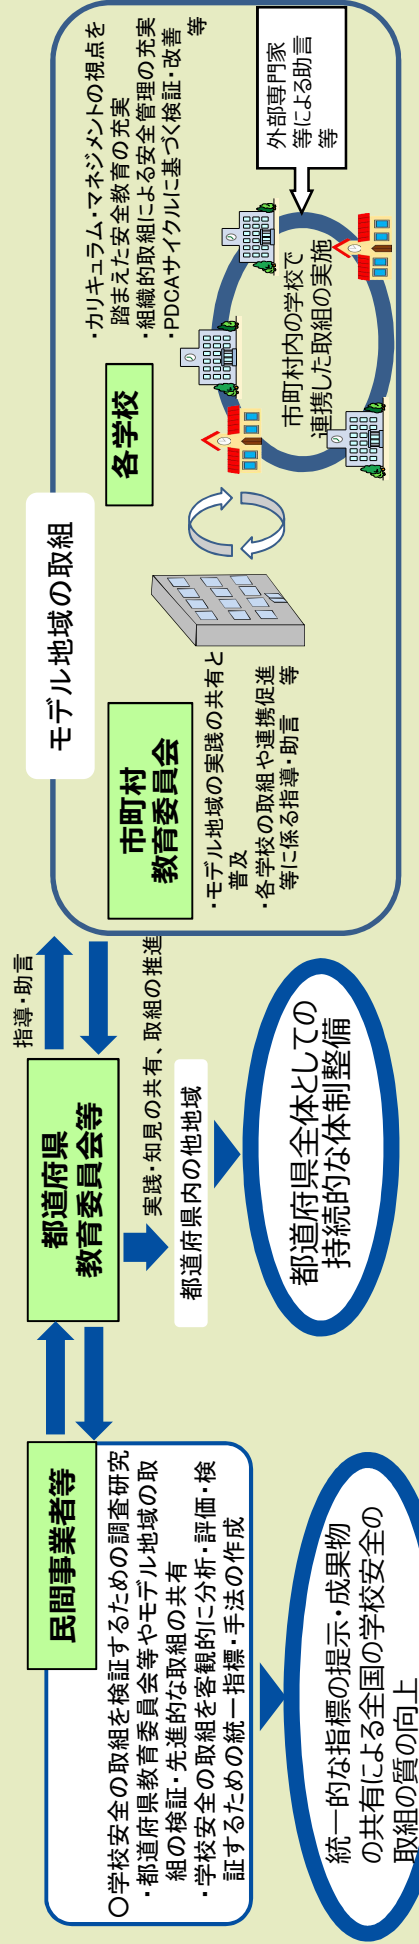 民間事業者等
〇学校安全の取組を検証するための調査研究
・都道府県教育委員会等やモデル地域の取
組の検証・先進的な取組の共有
・学校安全の取組を客観的に分析・評価・検
証するための統一指標・手法の作成
統一的な指標の提示・成果物
の共有による全国の学校安全の
取組の質の向上
都道府県
教育委員会等
指導・助言
実践・知見の共有、取組の推進
都道府県内の他地域
都道府県全体としての
持続的な体制整備
モデル地域の取組
市町村
教育委員会
・モデル地域の実践の共有と
普及
・各学校の取組や連携促進
等に係る指導・助言 等
各学校
・カリキュラム・マネジメントの視点を
踏まえた安全教育の充実
・組織的取組による安全管理の充実
・PDCAサイクルに基づく検証・改善
等
市町村内の学校で
連携した取組の実施
外部専門家
等による助言
等